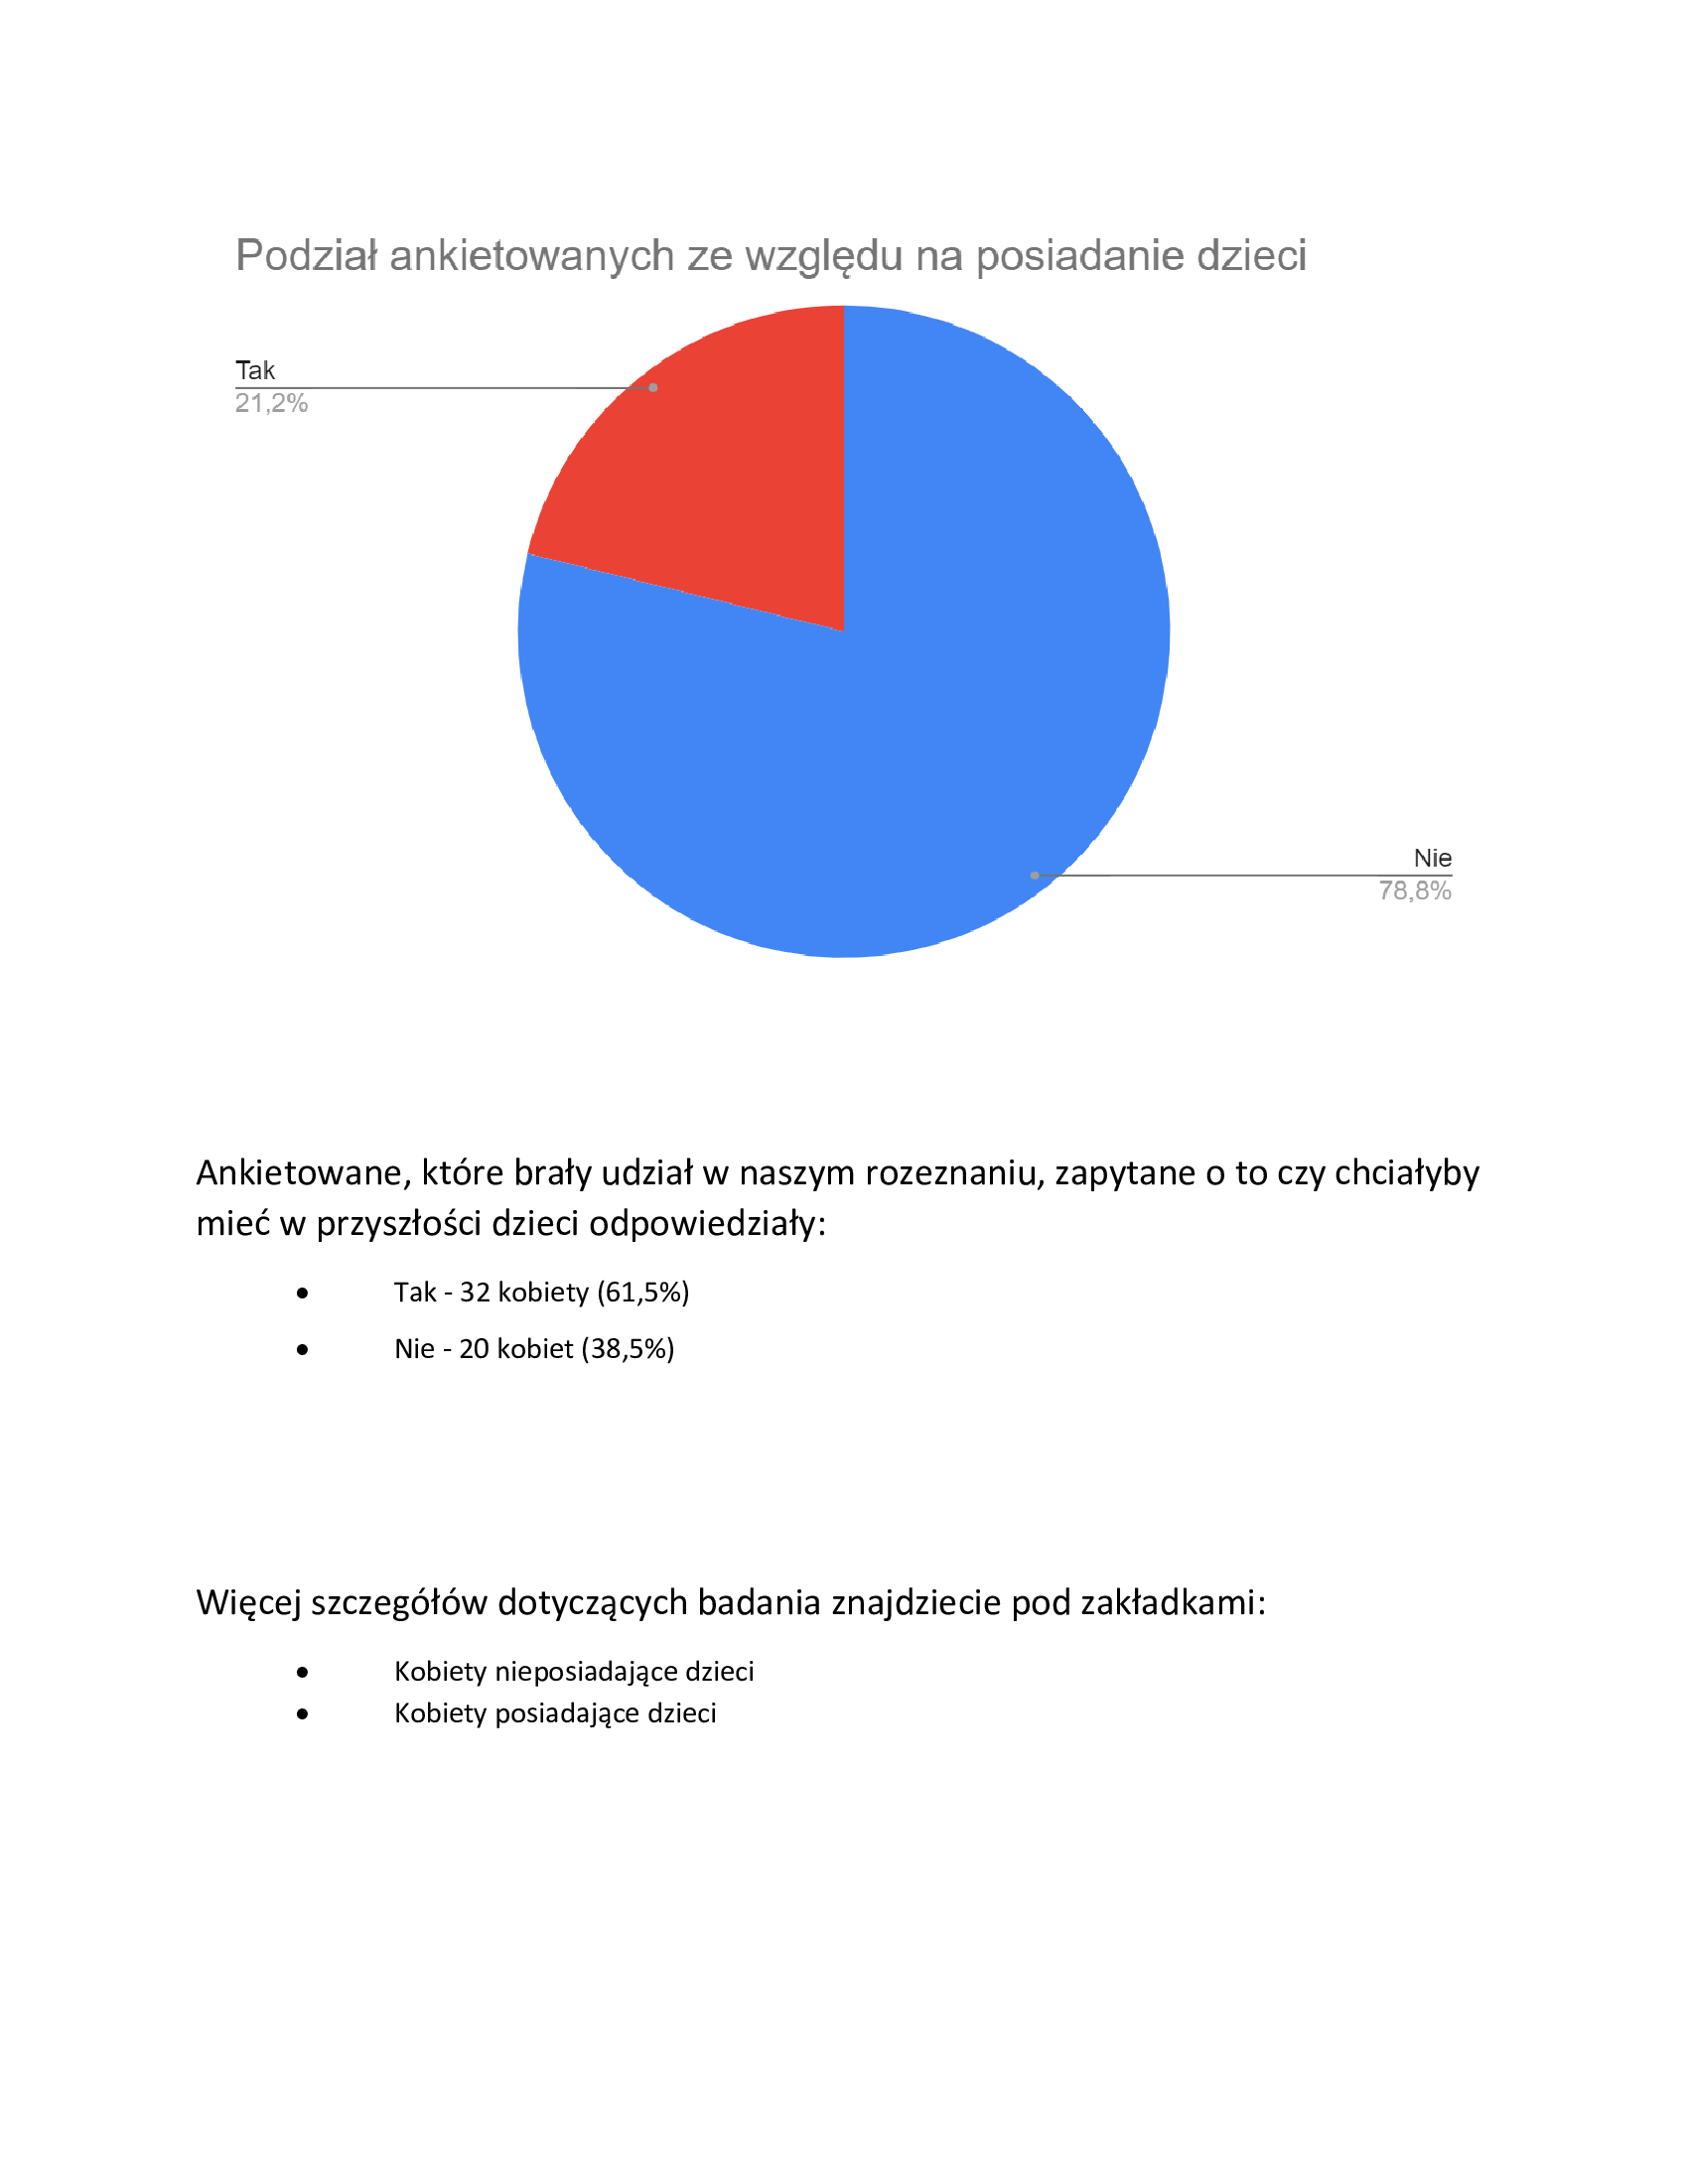 Podział ankietowanych ze względu na posiadanie dzieci
Tak
21,2%
Nie
78,8%
Ankietowane, które brały udział w naszym rozeznaniu, zapytane o to czy chciałyby
mieć w przyszłości dzieci odpowiedziały:
• Tak - 32 kobiety (61,5%)
• Nie - 20 kobiet (38,5%)
Więcej szczegółów dotyczących badania znajdziecie pod zakładkami:
• Kobiety nieposiadające dzieci
• Kobiety posiadające dzieci